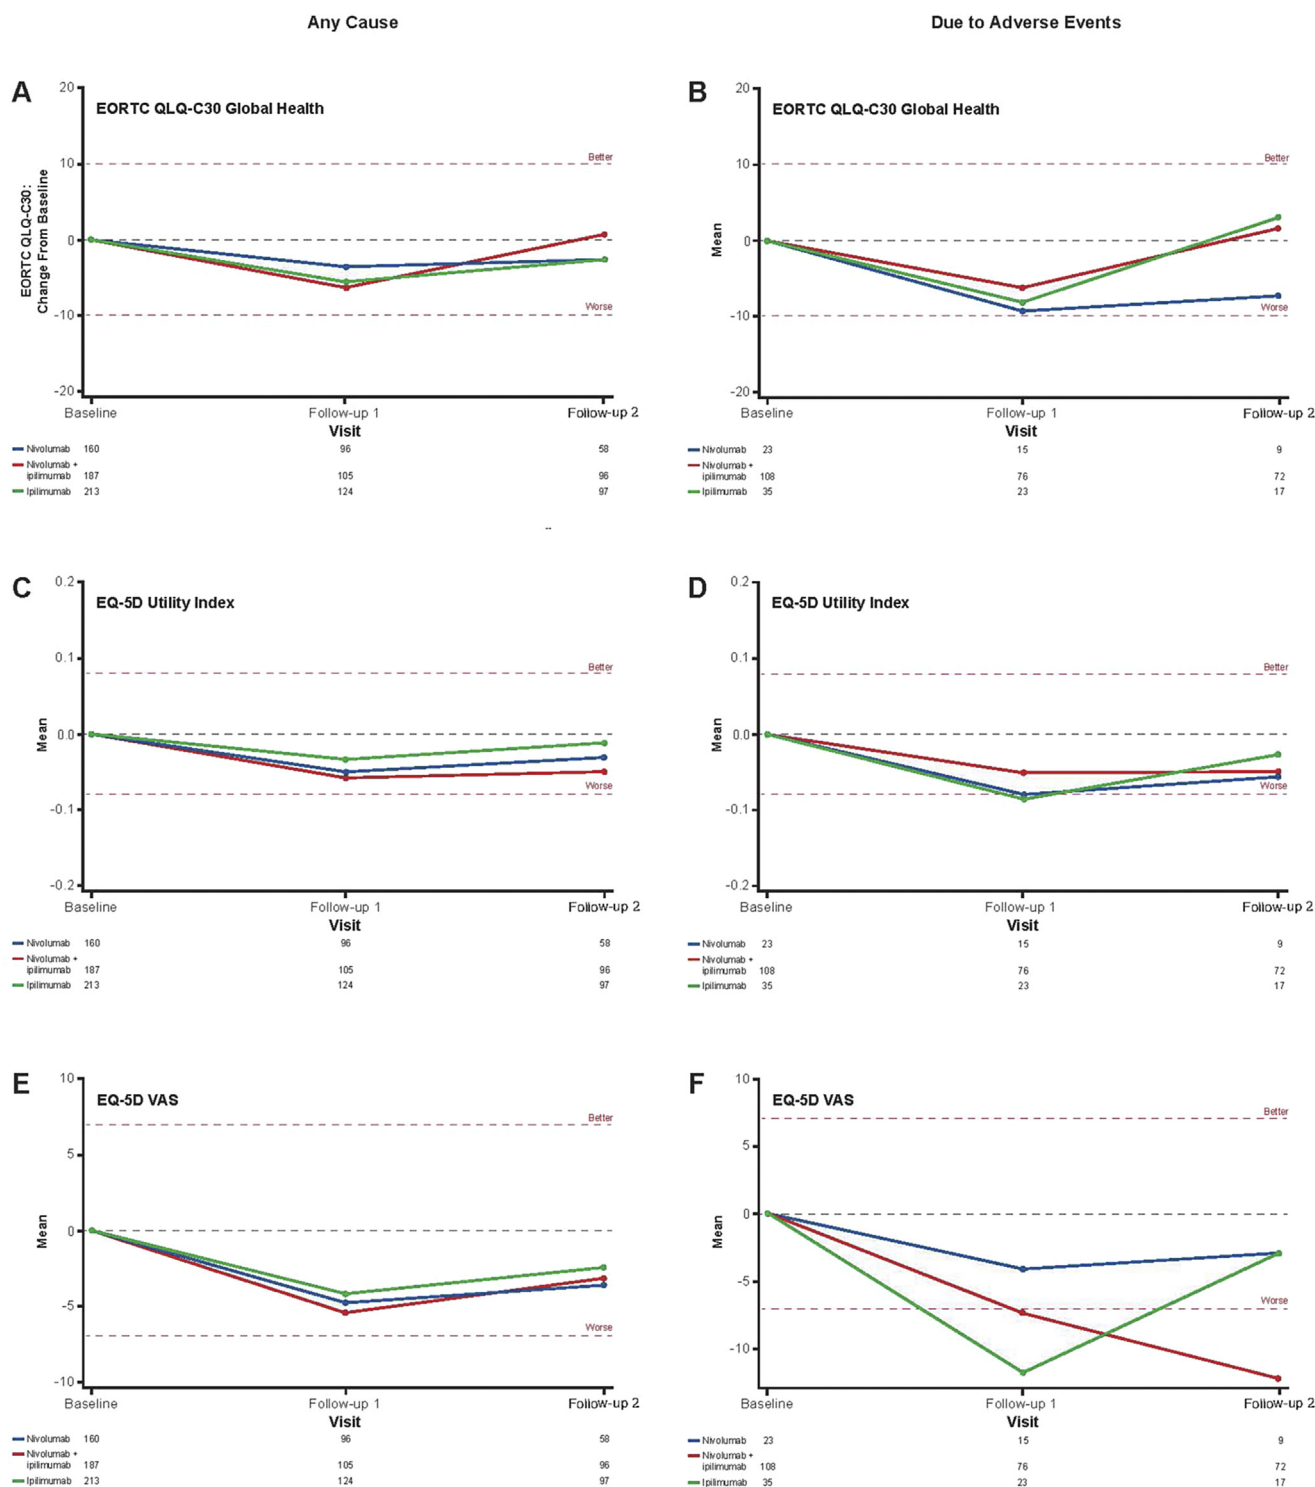 Any Cause
Due to Adverse Events
A
EORTC QLQ-C30 Global Health
EORTC QLQ-C30:
Change From Baseline
20
10
0
-10
-20
Better
Worse
Baseline
Follow-up 1
Follow-up 2
Visit
Nivolumab 160 96 58
Nivolumab +
ipilimumab 187 105 96
Ipilimumab 213 124 97
B
EORTC QLQ-C30 Global Health
Mean
20
10
0
-10
-20
Better
Worse
Baseline
Follow-up 1
Follow-up 2
Visit
Nivolumab 23 15 9
Nivolumab +
ipilimumab 108 76 72
Ipilimumab 35 23 17
--
C
EQ-5D Utility Index
Mean
0.2
0.1
0.0
-0.1
-0.2
Better
Worse
Baseline
Follow-up 1
Follow-up 2
Visit
Nivolumab 160 96 58
Nivolumab +
ipilimumab 187 105 96
Ipilimumab 213 124 97
D
EQ-5D Utility Index
Mean
0.2
0.1
0.0
-0.1
-0.2
Better
Worse
Baseline
Follow-up 1
Follow-up 2
Visit
Nivolumab 23 15 9
Nivolumab +
ipilimumab 108 76 72
Ipilimumab 35 23 17
E
EQ-5D VAS
Mean
10
5
0
-5
-10
Better
Worse
Baseline
Follow-up 1
Follow-up 2
Visit
Nivolumab 160 96 58
Nivolumab +
ipilimumab 187 105 96
Ipilimumab 213 124 97
F
EQ-5D VAS
Mean
10
5
0
-5
-10
Better
Worse
Baseline
Follow-up 1
Follow-up 2
Visit
Nivolumab 23 15 9
Nivolumab +
ipilimumab 108 76 72
Ipilimumab 35 23 17